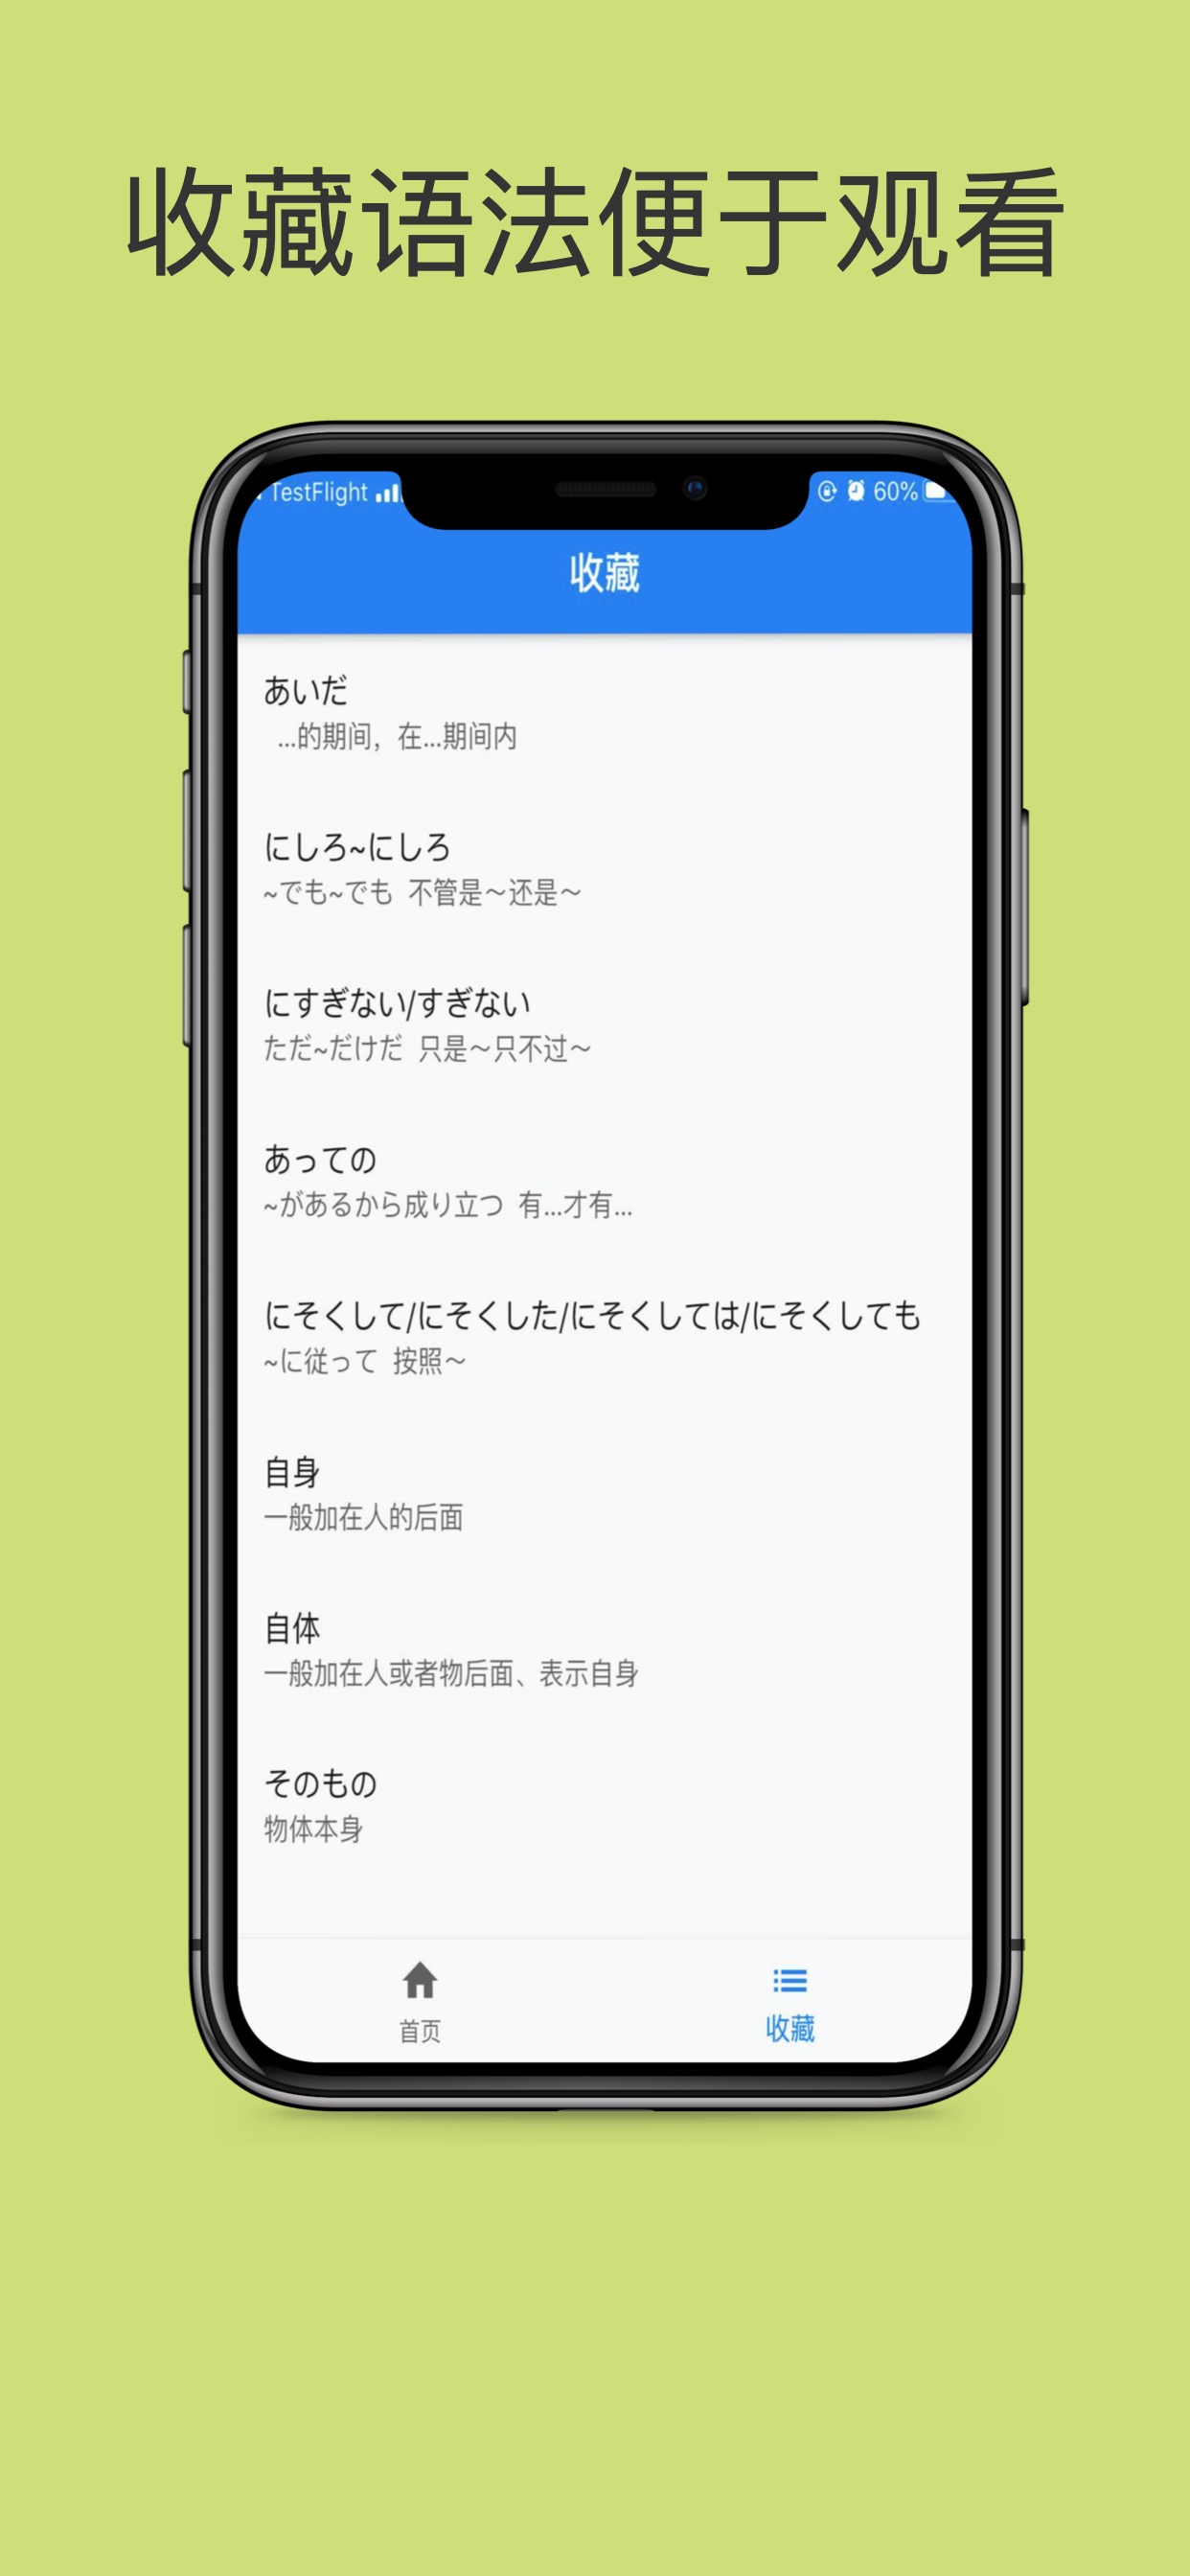 收藏语法便于观看
TestFlight 60%
收藏
あいだ
...的期间，在...期间内
にしろ~にしろ
~でも~でも 不管是～还是～
にすぎない/すぎない
ただ~だけだ 只是～只不过～
あっての
~があるから成り立つ 有...才有...
にそくして/にそくした/にそくしては/にそくしても
~に従って 按照～
自身
一般加在人的后面
自体
一般加在人或者物后面、表示自身
そのもの
物体本身
首页
收藏